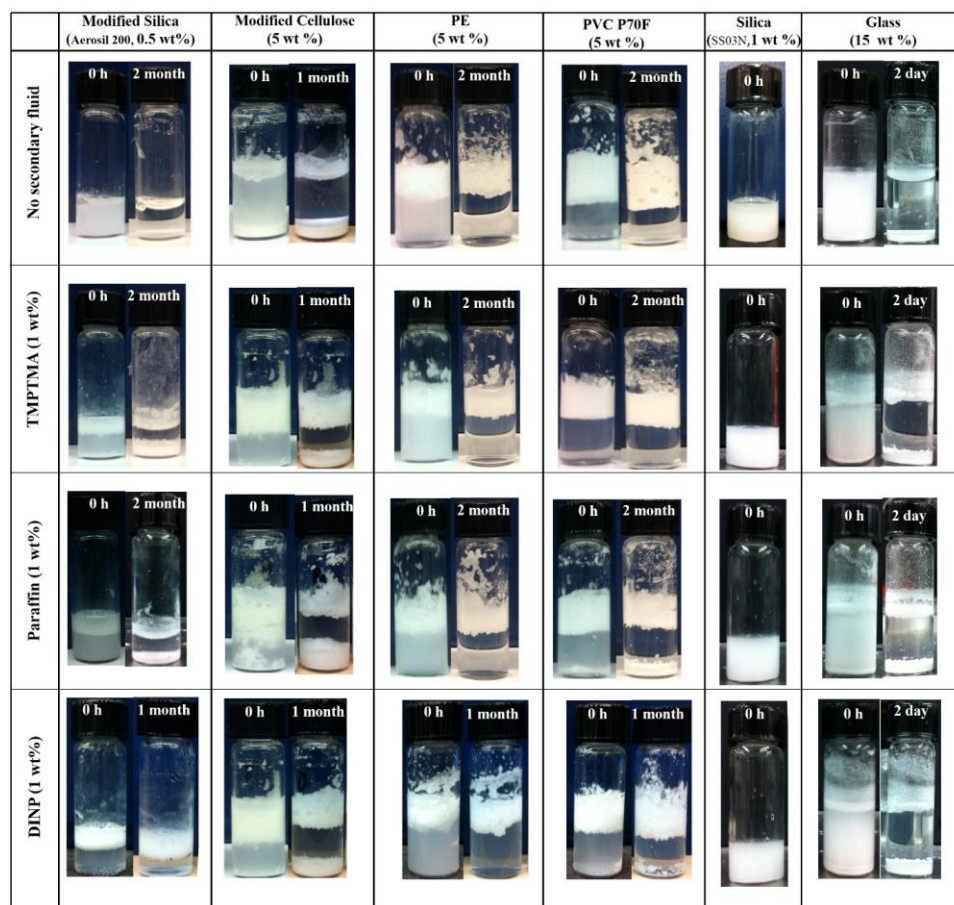 Modified Silica
(Aerosil 200, 0.5 wt%)
Modified Cellulose
(5 wt %)
PE
(5 wt %)
PVC P70F
(5 wt %)
Silica
(SS03N,1 wt %)
Glass
(15 wt %)
No secondary fluid
0 h 2 month
0 h 1 month
0 h 2 month
0 h 2 month
0 h
0 h 2 day
TMPTMA (1 wt%)
0 h 2 month
0 h 1 month
0 h 2 month
0 h 2 month
0 h
0 h 2 day
Paraffin (1 wt%)
0 h 2 month
0 h 1 month
0 h 2 month
0 h 2 month
0 h
0 h 2 day
DINP (1 wt%)
0 h 1 month
0 h 1 month
0 h 1 month
0 h 1 month
0 h
0 h 2 day